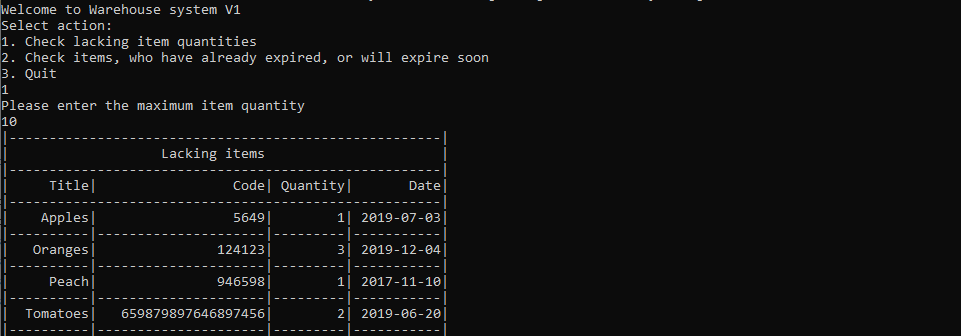 Welcome to Warehouse system V1
Select action:
1. Check lacking item quantities
2. Check items, who have already expired, or will expire soon
3. Quit
1
Please enter the maximum item quantity
10
|------------------------------------------------------|
|                   Lacking items                      |
|------------------------------------------------------|
|     Title|                 Code| Quantity|       Date|
|------------------------------------------------------|
|    Apples|                 5649|        1| 2019-07-03|
|----------|---------------------|---------|-----------|
|   Oranges|               124123|        3| 2019-12-04|
|----------|---------------------|---------|-----------|
|     Peach|               946598|        1| 2017-11-10|
|----------|---------------------|---------|-----------|
|  Tomatoes|   659879897646897456|        2| 2019-06-20|
|----------|---------------------|---------|-----------|